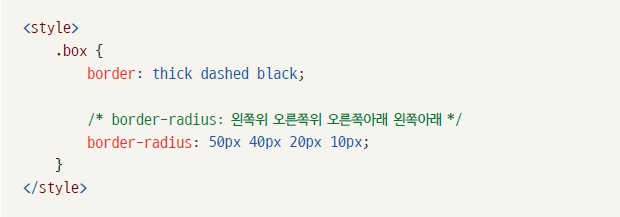 <style>
.box {
border: thick dashed black;
/* border-radius: 왼쪽위 오른쪽위 오른쪽아래 왼쪽아래 */
border-radius: 50px 40px 20px 10px;
}
</style>